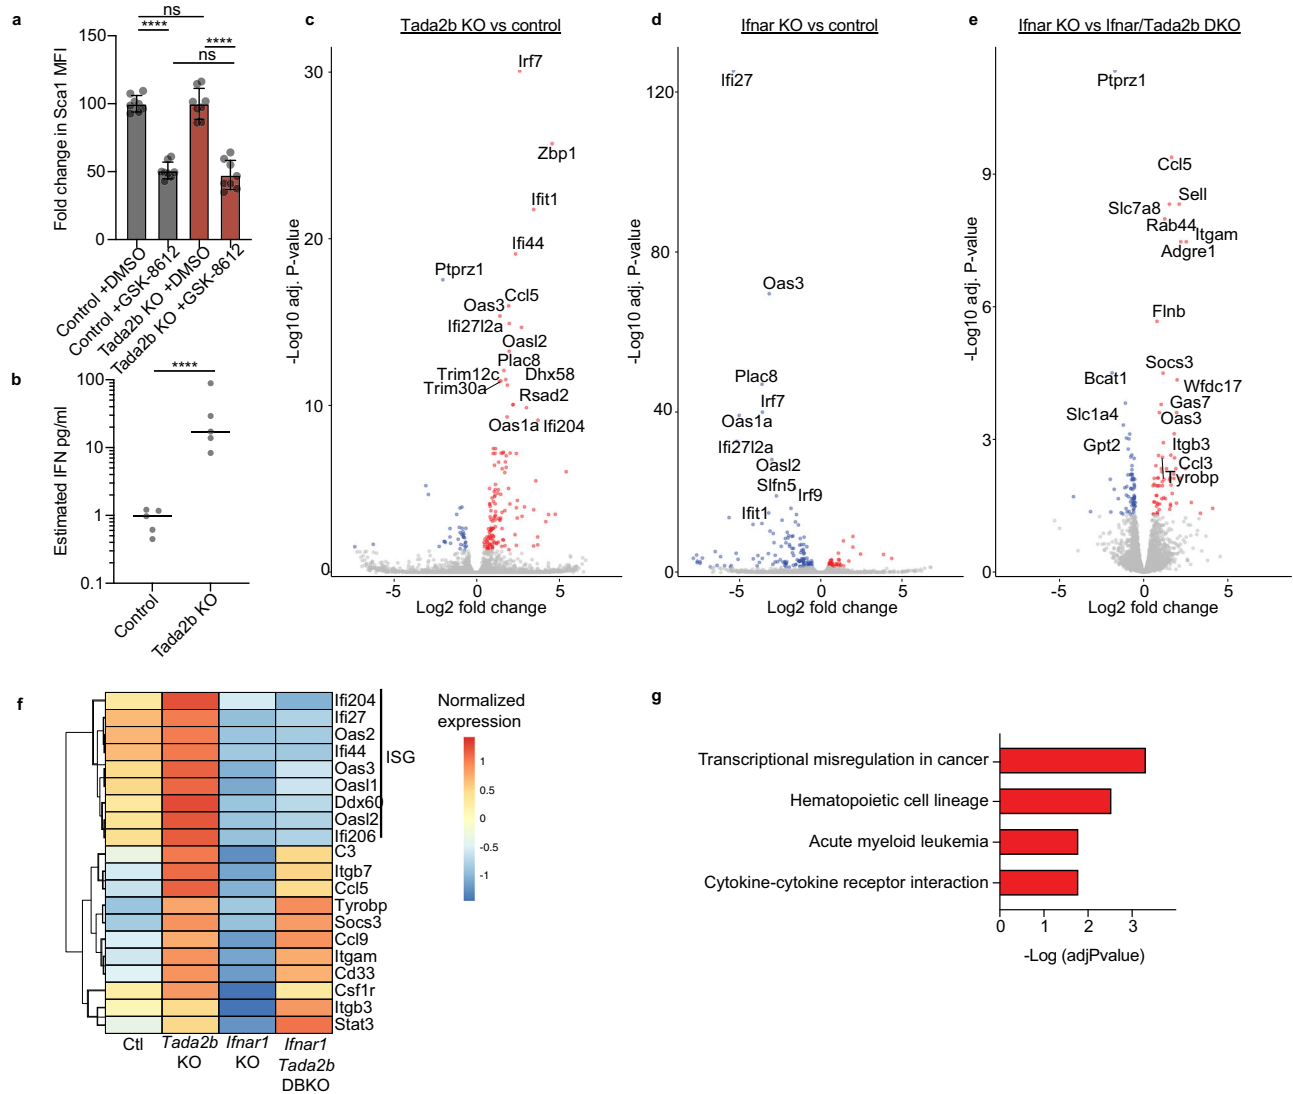 a
ns
****
****
ns
Fold change in Sca1 MFI
150
100
50
0
Control +DMSO
Control +GSK-8612
Tada2b KO +DMSO
Tada2b KO +GSK-8612
b
****
Estimated IFN pg/ml
100
10
1
0.1
Control
Tada2b KO
c
Tada2b KO vs control
-Log10 adj. P-value
30
20
10
0
Irf7
Zbp1
Ifit1
Ifi44
Ptprz1
Ccl5
Oas3
Ifi27l2a
Oasl2
Plac8
Trim12c
Dhx58
Trim30a
Rsad2
Oas1a
Ifi204
-5
0
5
Log2 fold change
d
Ifnar KO vs control
-Log10 adj. P-value
120
80
40
0
Ifi27
Oas3
Plac8
Irf7
Oas1a
Ifi27l2a
Oasl2
Slfn5
Irf9
Ifit1
-5
0
5
Log2 fold change
e
Ifnar KO vs Ifnar/Tada2b DKO
-Log10 adj. P-value
9
6
3
0
Ptprz1
Ccl5
Sell
Slc7a8
Rab44
Itgam
Adgre1
Flnb
Socs3
Bcat1
Wfdc17
Gas7
Slc1a4
Oas3
Gpt2
Itgb3
Ccl3
Tyrobp
-5
0
5
Log2 fold change
f
Ifi204
Ifi27
Oas2
Ifi44
Oas3
Oasl1
Ddx60
Oasl2
Ifi206
C3
Itgb7
Ccl5
Tyrobp
Socs3
Ccl9
Itgam
Cd33
Csf1r
Itgb3
Stat3
ISG
Ctl
Tada2b
KO
Ifnar1
KO
Ifnar1
Tada2b
DBKO
Normalized
expression
1
0.5
0
-0.5
-1
g
Transcriptional misregulation in cancer
Hematopoietic cell lineage
Acute myeloid leukemia
Cytokine-cytokine receptor interaction
0
1
2
3
-Log (adjPvalue)